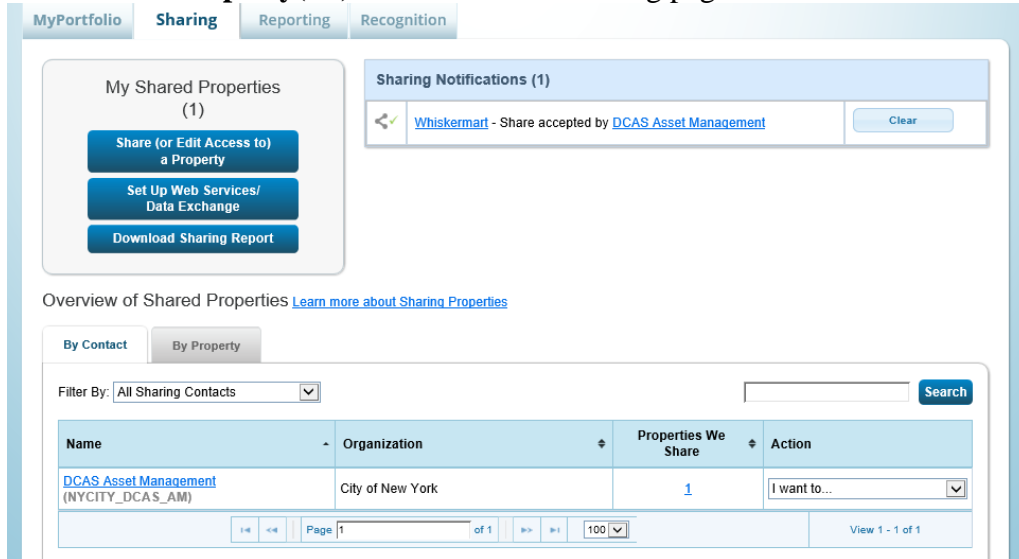 MyPortfolio Sharing Reporting Recognition
My Shared Properties
(1)
Share (or Edit Access to)
a Property
Set Up Web Services/
Data Exchange
Download Sharing Report
Sharing Notifications (1)
Whiskermart - Share accepted by DCAS Asset Management
Clear
Overview of Shared Properties Learn more about Sharing Properties
By Contact By Property
Filter By: All Sharing Contacts
Search
Name Organization Properties We Share Action
DCAS Asset Management
(NYCITY_DCAS_AM)
City of New York
1
I want to...
Page 1 of 1 100 View 1 - 1 of 1